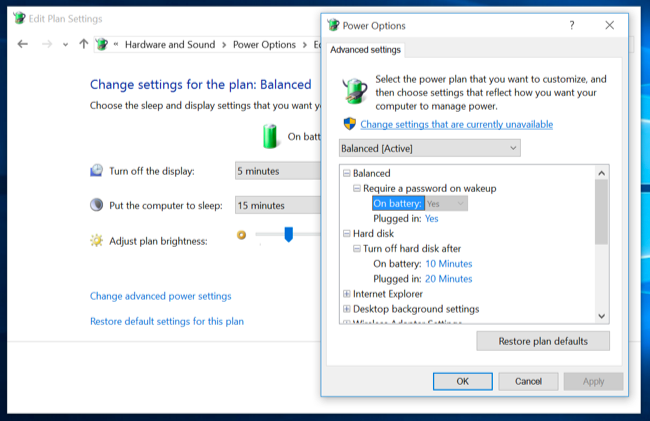 Edit Plan Settings
« Hardware and Sound › Power Options ›
Change settings for the plan: Balanced
Choose the sleep and display settings that you want
On batt
Turn off the display: 5 minutes
Put the computer to sleep: 15 minutes
Adjust plan brightness:
Change advanced power settings
Restore default settings for this plan
Power Options
?
Advanced settings
Select the power plan that you want to customize, and
then choose settings that reflect how you want your
computer to manage power.
Change settings that are currently unavailable
Balanced [Active]
Balanced
Require a password on wakeup
On battery: Yes
Plugged in: Yes
Hard disk
Turn off hard disk after
On battery: 10 Minutes
Plugged in: 20 Minutes
Internet Explorer
Desktop background settings
Wireless Adapter Settings
Restore plan defaults
OK Cancel Apply